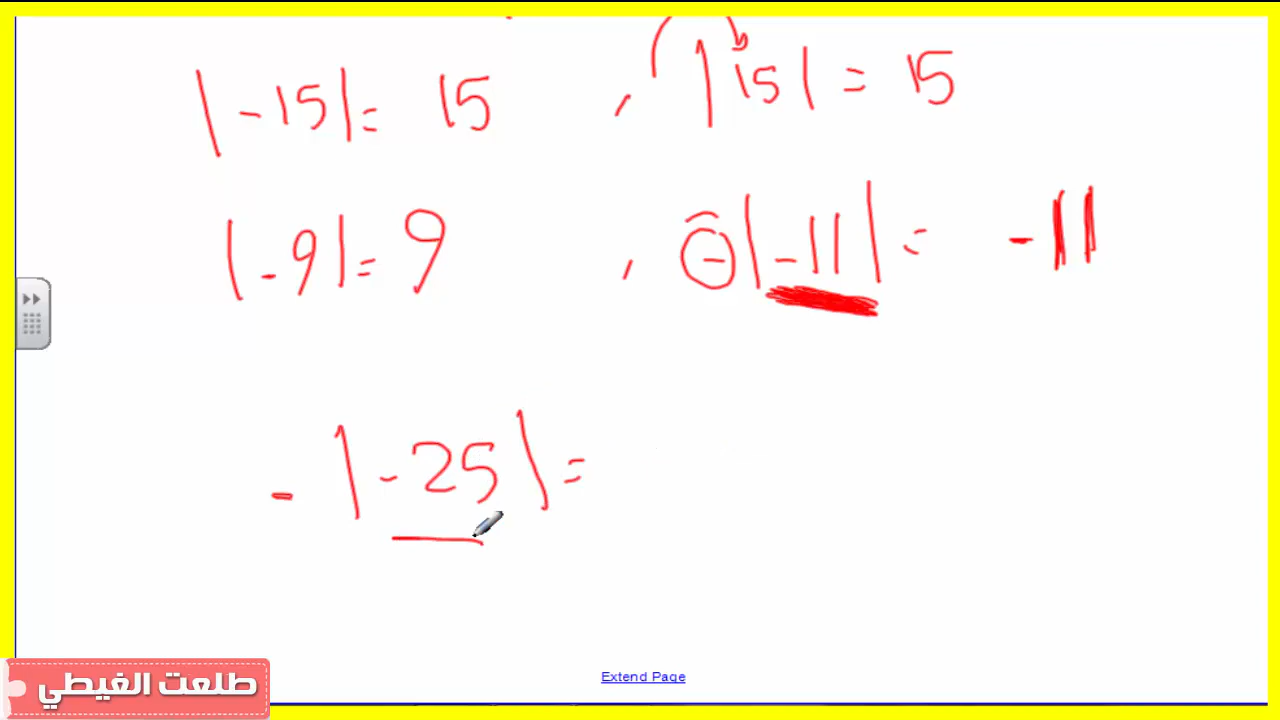 |-15|= 15 , |15|= 15
|-9|= 9 , -|-11|= -11
-|-25|=
Extend Page
طلعت الغيطي